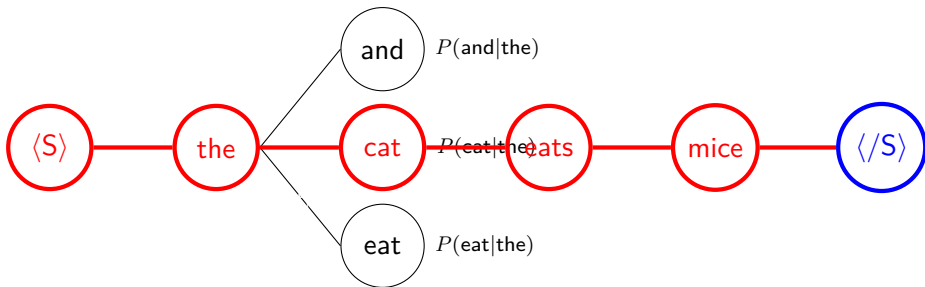 and P(and|the)
⟨S⟩ the cat P(cat|the) eats mice ⟨/S⟩
eat P(eat|the)